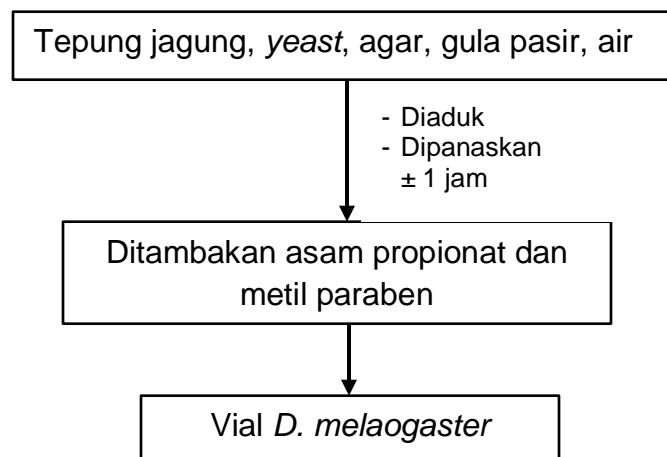 Tepung jagung, yeast, agar, gula pasir, air
- Diaduk
- Dipanaskan
± 1 jam
Ditambakan asam propionat dan
metil paraben
Vial D. melaogaster